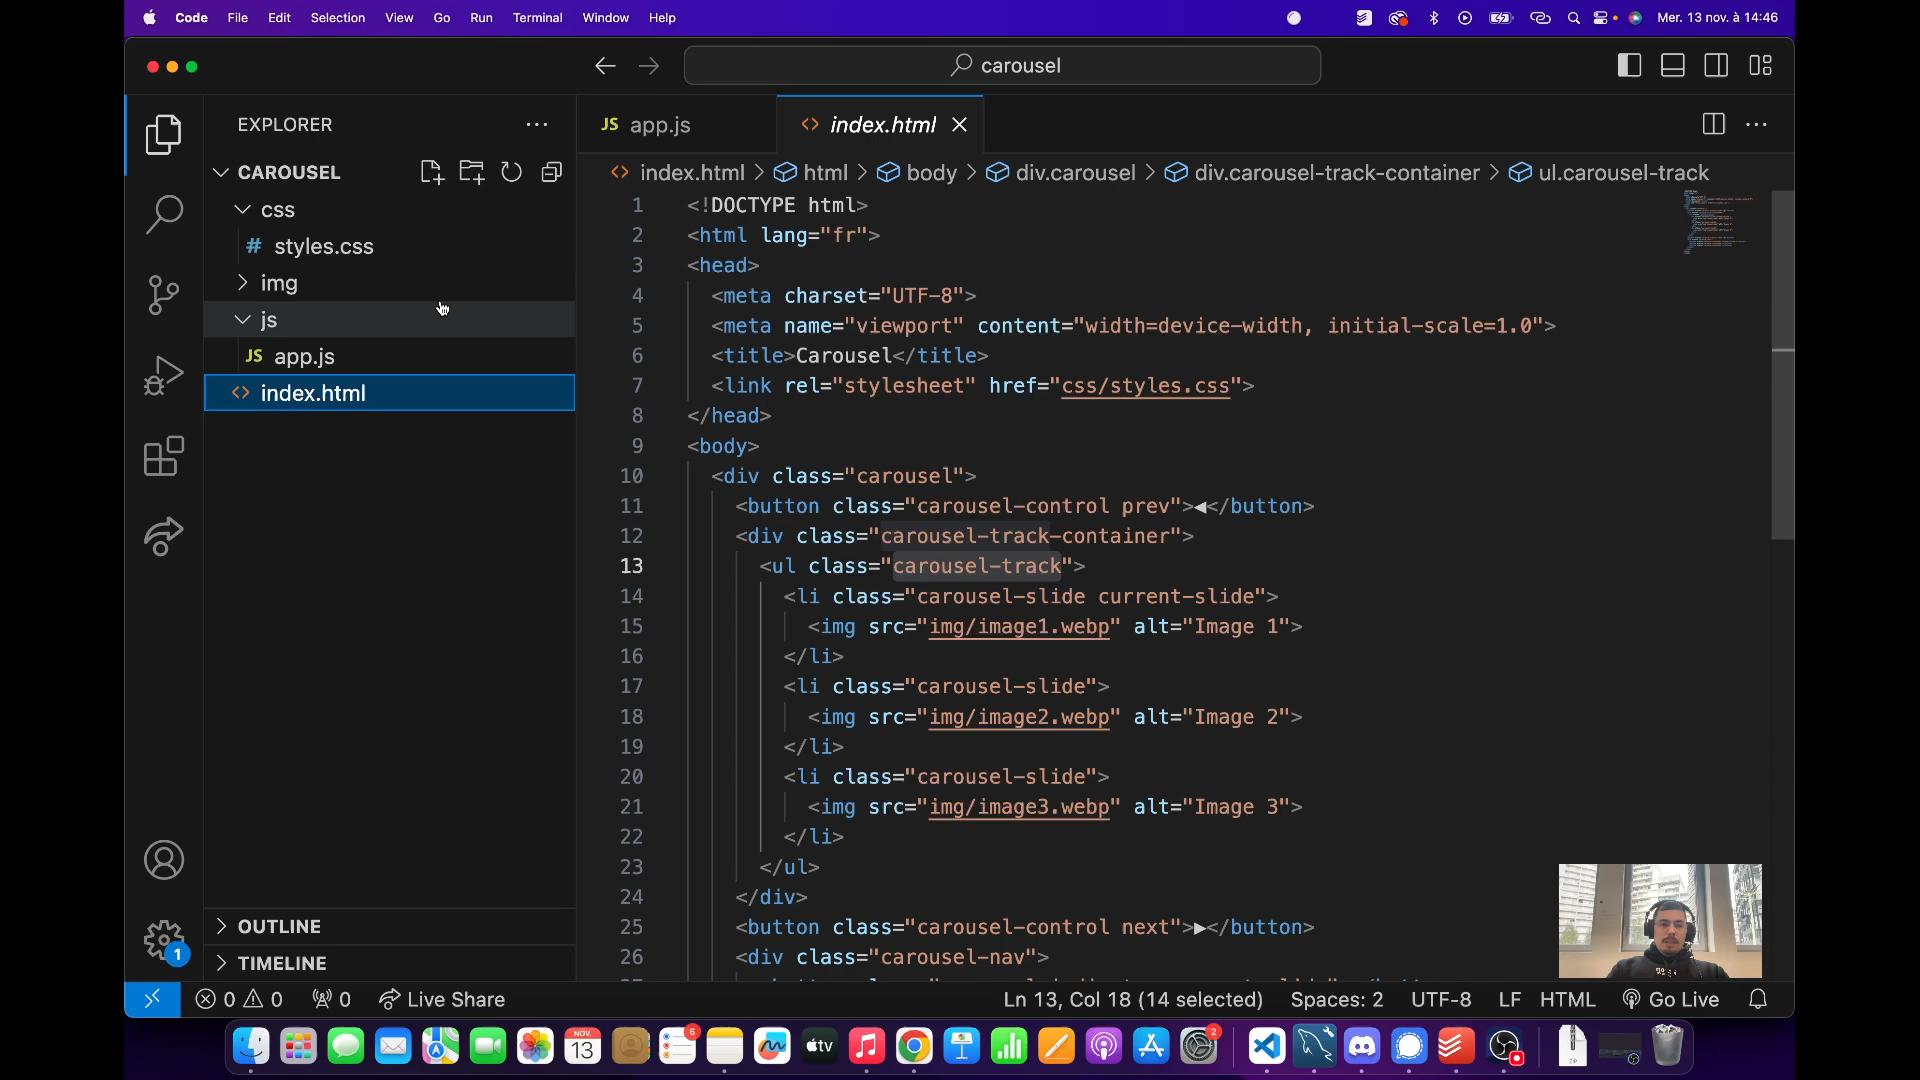 Code File Edit Selection View Go Run Terminal Window Help Mer. 13 nov. à 14:46
carousel
EXPLORER
CAROUSEL
css
# styles.css
img
js
JS app.js
<> index.html
OUTLINE
TIMELINE
JS app.js <> index.html
<> index.html > html > body > div.carousel > div.carousel-track-container > ul.carousel-track
1 <!DOCTYPE html>
2 <html lang="fr">
3 <head>
4 <meta charset="UTF-8">
5 <meta name="viewport" content="width=device-width, initial-scale=1.0">
6 <title>Carousel</title>
7 <link rel="stylesheet" href="css/styles.css">
8 </head>
9 <body>
10 <div class="carousel">
11 <button class="carousel-control prev">◀</button>
12 <div class="carousel-track-container">
13 <ul class="carousel-track">
14 <li class="carousel-slide current-slide">
15 <img src="img/image1.webp" alt="Image 1">
16 </li>
17 <li class="carousel-slide">
18 <img src="img/image2.webp" alt="Image 2">
19 </li>
20 <li class="carousel-slide">
21 <img src="img/image3.webp" alt="Image 3">
22 </li>
23 </ul>
24 </div>
25 <button class="carousel-control next">▶</button>
26 <div class="carousel-nav">
1
0 0 0 Live Share Ln 13, Col 18 (14 selected) Spaces: 2 UTF-8 LF HTML Go Live
NOV.
13
6
tv
2
ZIP